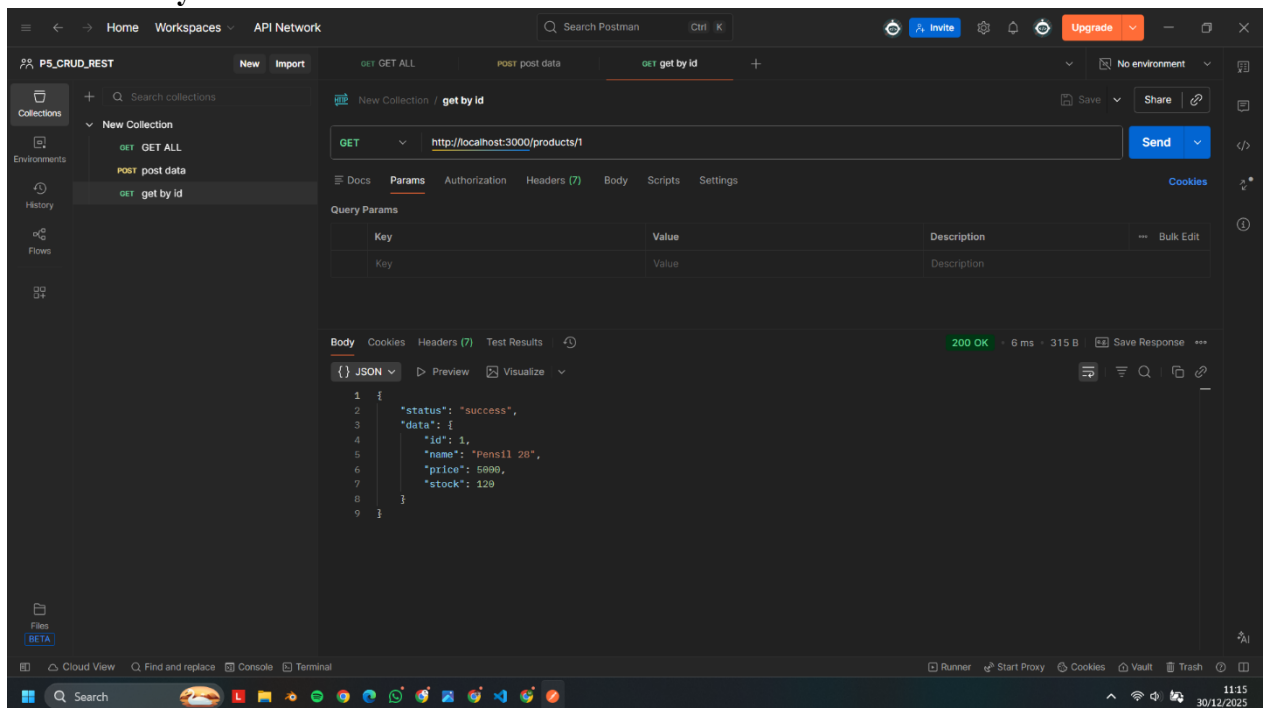 Home Workspaces API Network Search Postman Ctrl K Invite Upgrade
P5_CRUD_REST New Import GET GET ALL POST post data GET get by id No environment
Collections Search collections New Collection / get by id Save Share
New Collection
GET GET ALL GET http://localhost:3000/products/1 Send
Environments
POST post data
GET get by id Docs Params Authorization Headers (7) Body Scripts Settings Cookies
History
Query Params
Flows Key Value Description Bulk Edit
Key Value Description
Body Cookies Headers (7) Test Results 200 OK 6 ms 315 B Save Response
{} JSON Preview Visualize
1 {
2 "status": "success",
3 "data": {
4 "id": 1,
5 "name": "Pensil 2B",
6 "price": 5000,
7 "stock": 120
8 }
9 }
Files
BETA AI
Cloud View Find and replace Console Terminal Runner Start Proxy Cookies Vault Trash
Search 11:15
30/12/2025